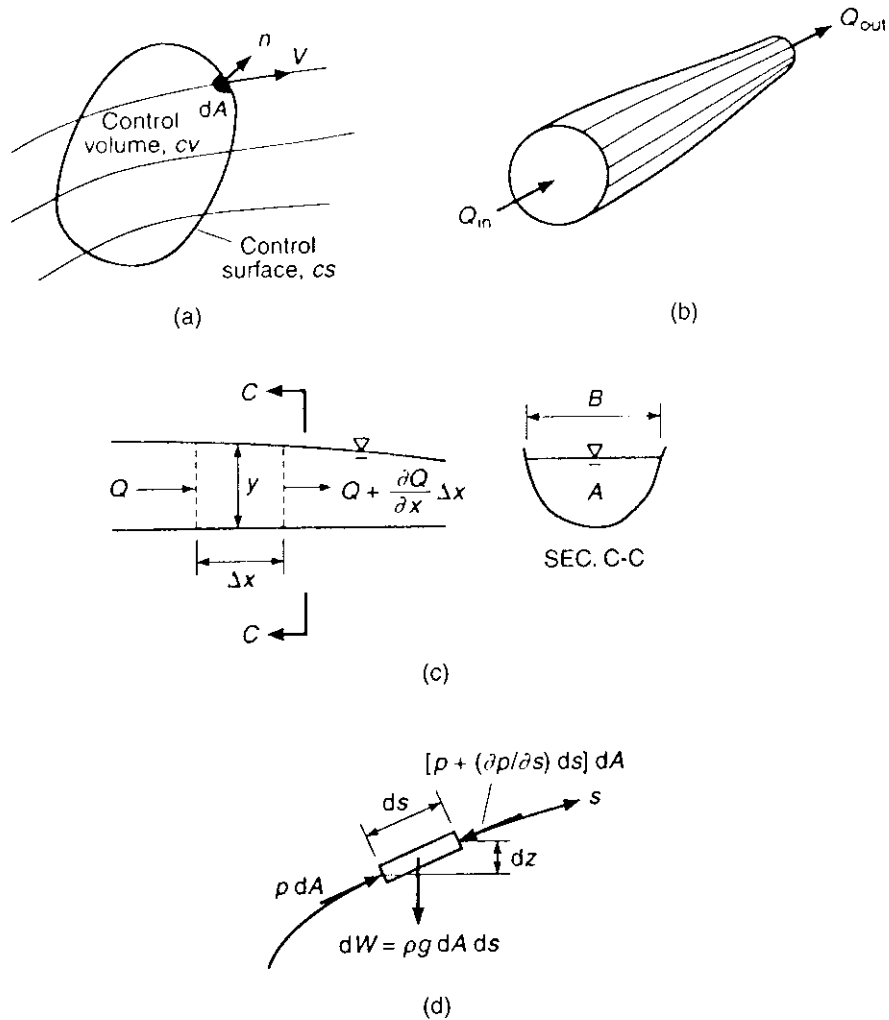 n
V
dA
Control
volume, cv
Control
surface, cs
(a)
Q_out
Q_in
(b)
C
Q
y
Q + ∂Q/∂x Δx
Δx
C
B
A
SEC. C-C
(c)
[p + (∂p/∂s) ds] dA
ds
s
dz
p dA
dW = ρg dA ds
(d)